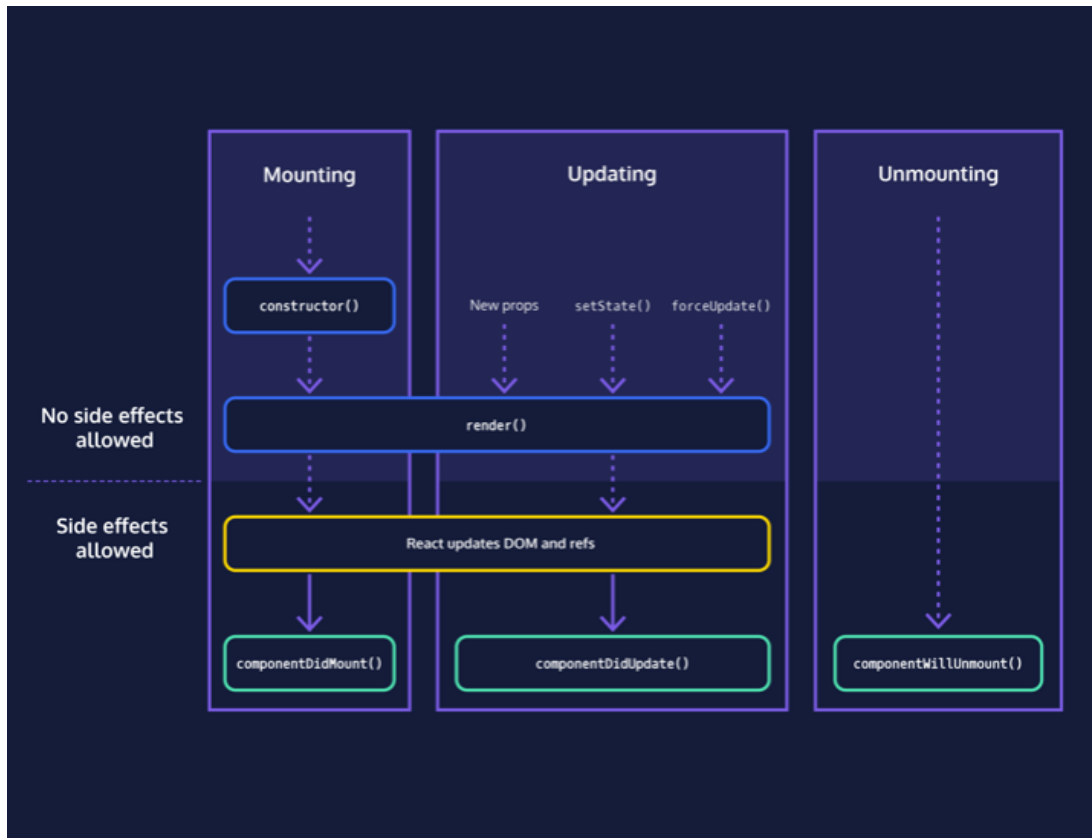 Mounting
Updating
Unmounting
constructor()
New props
setState()
forceUpdate()
No side effects
allowed
render()
Side effects
allowed
React updates DOM and refs
componentDidMount()
componentDidUpdate()
componentWillUnmount()